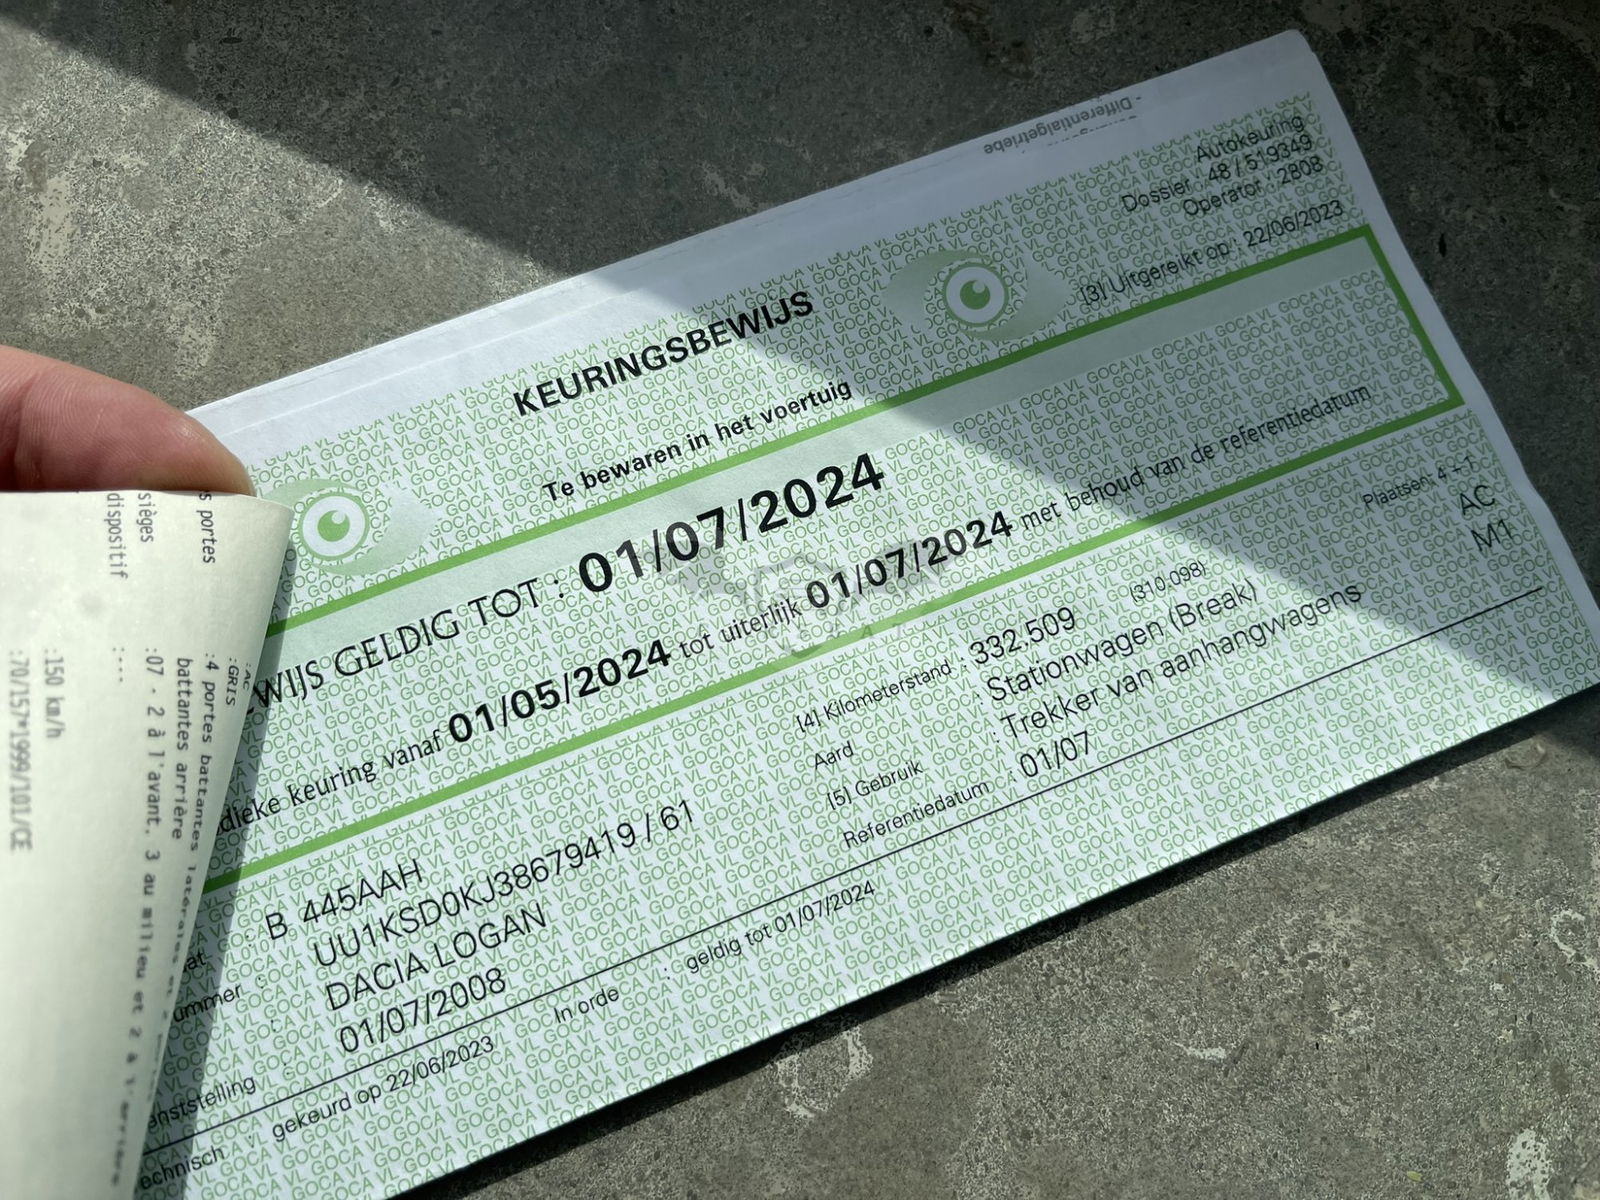 - Differentialgetriebe
Autokeuring
Dossier : 48 / 519349
Operator : 2808
[3] Uitgereikt op : 22/06/2023
KEURINGSBEWIJS
Te bewaren in het voertuig
WIJS GELDIG TOT : 01/07/2024
dieke keuring vanaf 01/05/2024 tot uiterlijk 01/07/2024 met behoud van de referentiedatum
B 445AAH
UU1KSD0KJ38679419 / 61
ummer :
DACIA LOGAN
01/07/2008
enststelling :
[4] Kilometerstand : 332.509 (310.098)
Aard : Stationwagen (Break)
[5] Gebruik : Trekker van aanhangwagens
Referentiedatum : 01/07
Plaatsen: 4 + 1
AC
M1
echnisch : gekeurd op 22/06/2023 In orde : geldig tot 01/07/2024
s portes
sièges
dispositif
:AC
:GRIS
:4 portes battantes latérales et
battantes arrière
:07 - 2 à l'avant. 3 au milieu et 2 à l'arrière
:---
:150 km/h
:70/157*1999/101/CE